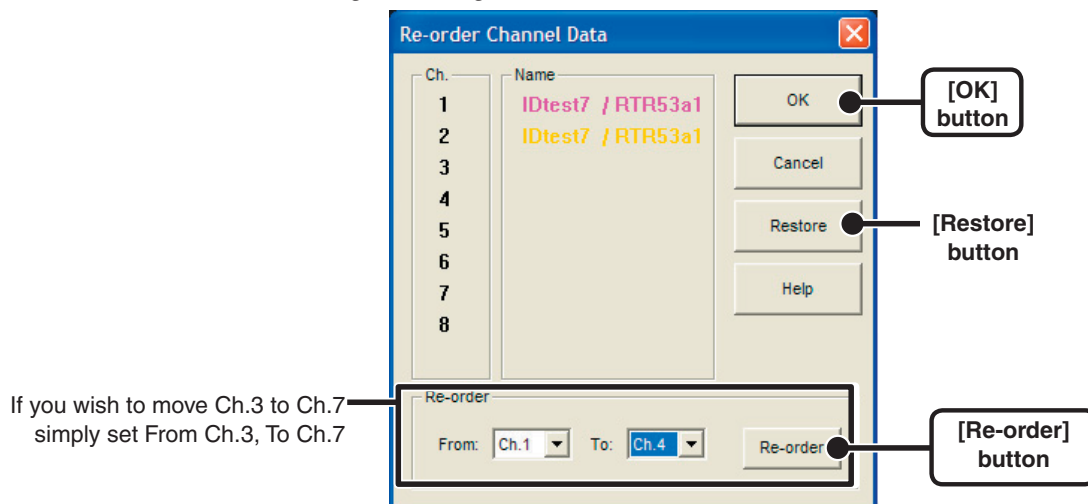 Re-order Channel Data
Ch.
Name
1
IDtest7 / RTR53a1
2
IDtest7 / RTR53a1
3
4
5
6
7
8
OK
Cancel
Restore
Help
[OK]
button
[Restore]
button
If you wish to move Ch.3 to Ch.7
simply set From Ch.3, To Ch.7
Re-order
From: Ch.1 To: Ch.4 Re-order
[Re-order]
button